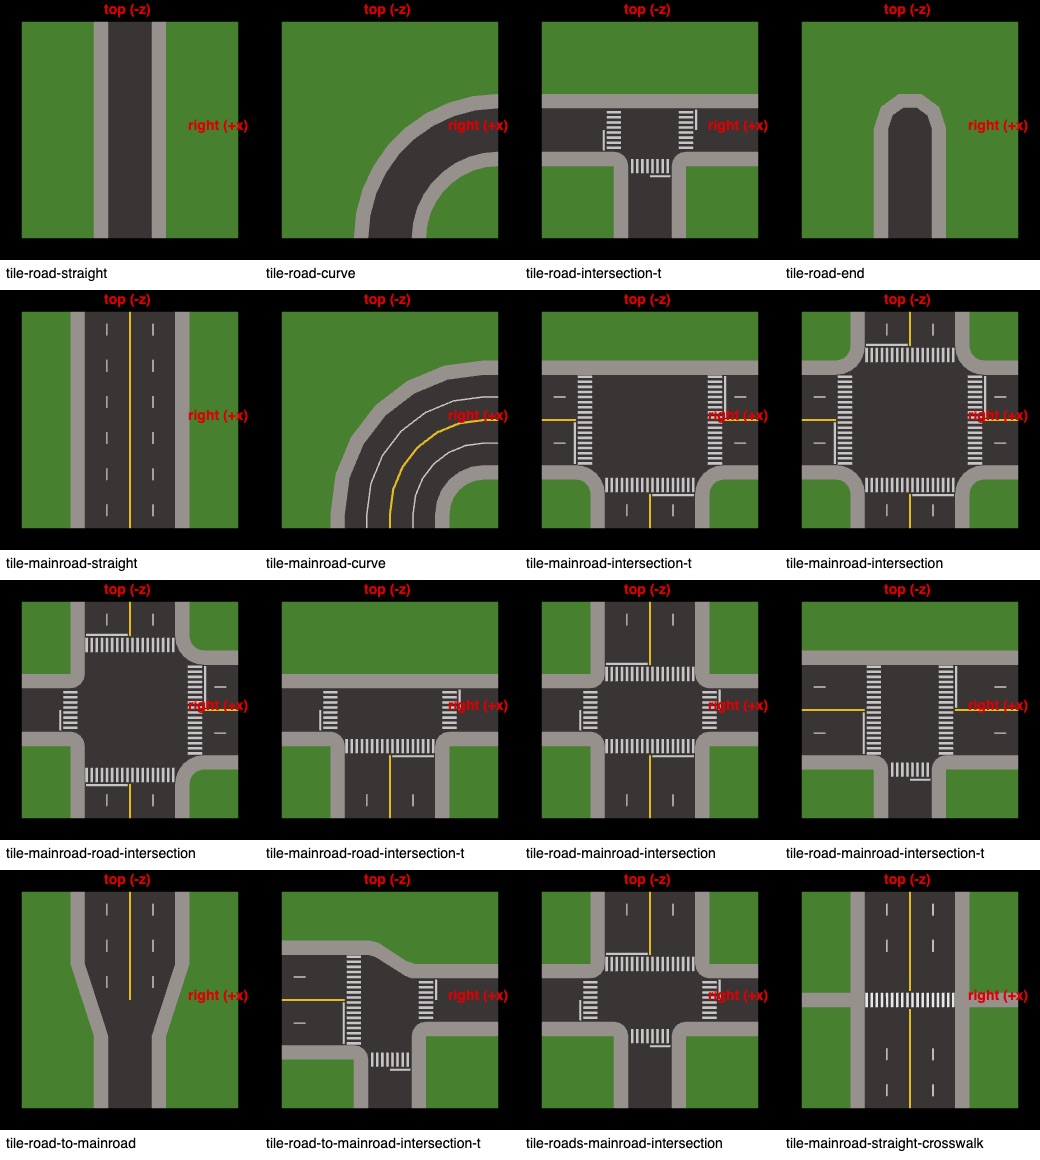 top (-z) top (-z) top (-z) top (-z)
right (+x) right (+x) right (+x) right (+x)
tile-road-straight tile-road-curve tile-road-intersection-t tile-road-end
top (-z) top (-z) top (-z) top (-z)
right (+x) right (+x) right (+x) right (+x)
tile-mainroad-straight tile-mainroad-curve tile-mainroad-intersection-t tile-mainroad-intersection
top (-z) top (-z) top (-z) top (-z)
right (+x) right (+x) right (+x) right (+x)
tile-mainroad-road-intersection tile-mainroad-road-intersection-t tile-road-mainroad-intersection tile-road-mainroad-intersection-t
top (-z) top (-z) top (-z) top (-z)
right (+x) right (+x) right (+x) right (+x)
tile-road-to-mainroad tile-road-to-mainroad-intersection-t tile-roads-mainroad-intersection tile-mainroad-straight-crosswalk